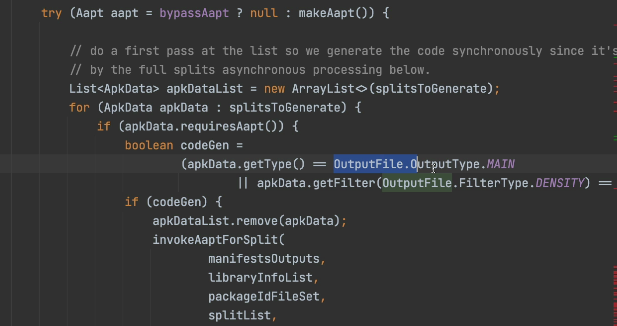 try (Aapt aapt = bypassAapt ? null : makeAapt()) {
// do a first pass at the list so we generate the code synchronously since it's
// by the full splits asynchronous processing below.
List<ApkData> apkDataList = new ArrayList<>(splitsToGenerate);
for (ApkData apkData : splitsToGenerate) {
if (apkData.requiresAapt()) {
boolean codeGen =
(apkData.getType() == OutputFile.OutputType.MAIN
|| apkData.getFilter(OutputFile.FilterType.DENSITY) ==
if (codeGen) {
apkDataList.remove(apkData);
invokeAaptForSplit(
manifestsOutputs,
libraryInfoList,
packageIdFileSet,
splitList,